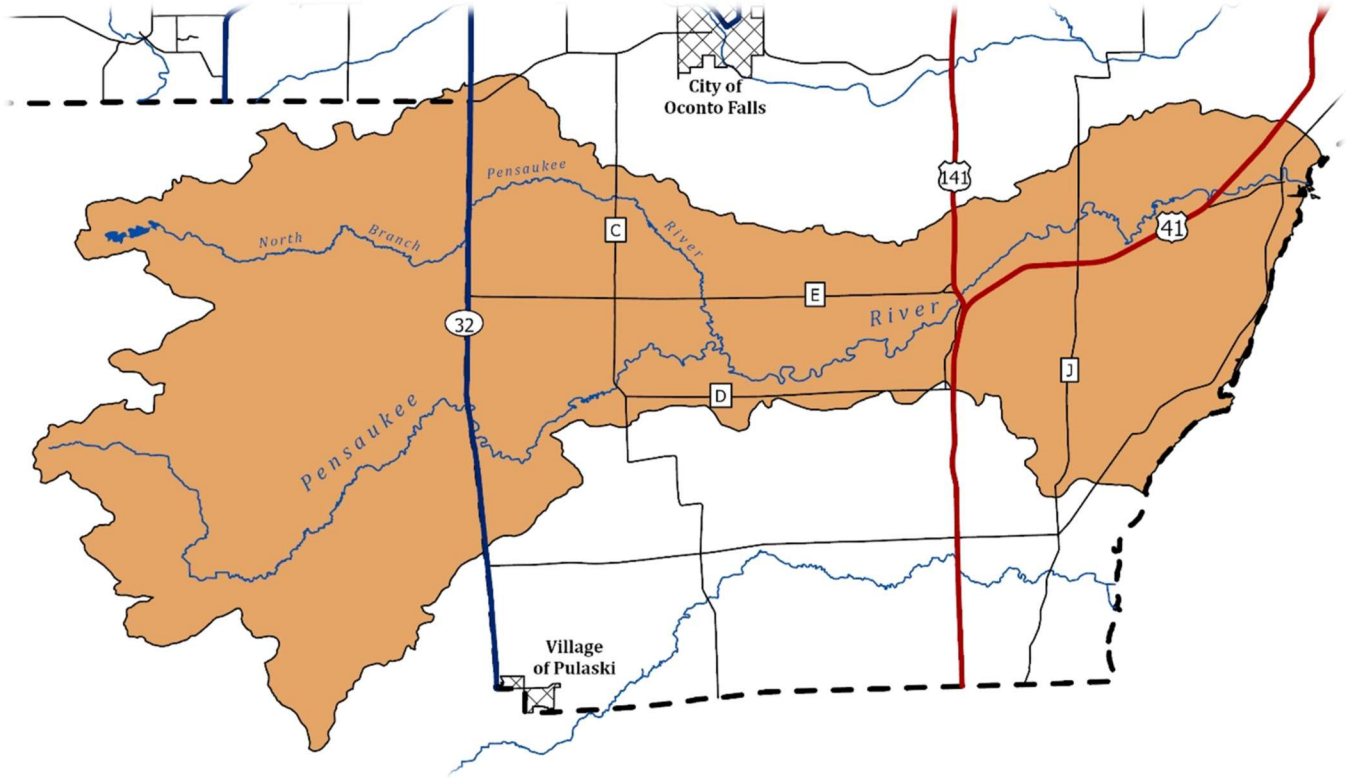 City of
Oconto Falls
Pensaukee
141
41
North
Branch
C
River
E
River
32
J
D
Pensaukee
Village
of Pulaski